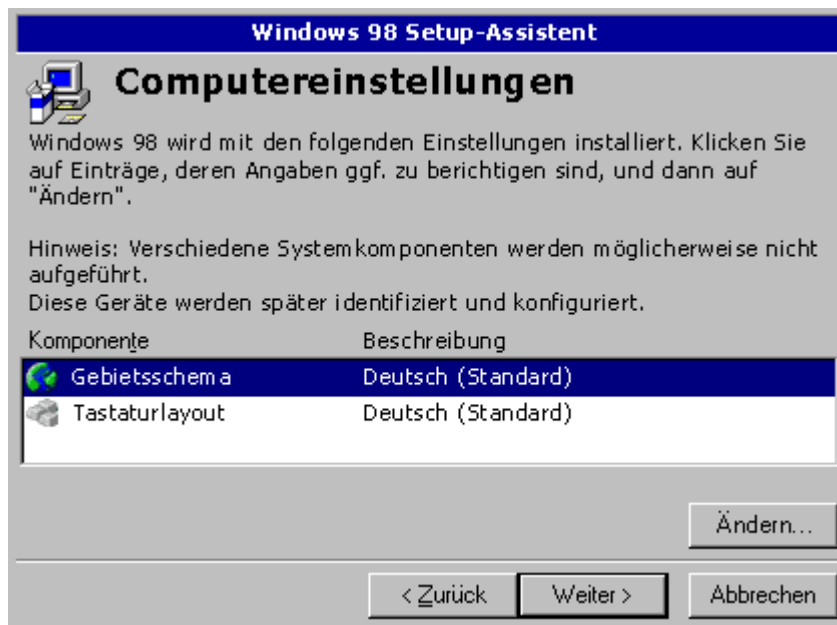 Windows 98 Setup-Assistent
Computereinstellungen
Windows 98 wird mit den folgenden Einstellungen installiert. Klicken Sie
auf Einträge, deren Angaben ggf. zu berichtigen sind, und dann auf
"Ändern".
Hinweis: Verschiedene Systemkomponenten werden möglicherweise nicht
aufgeführt.
Diese Geräte werden später identifiziert und konfiguriert.
Komponente Beschreibung
Gebietsschema Deutsch (Standard)
Tastaturlayout Deutsch (Standard)
Ändern...
< Zurück Weiter > Abbrechen